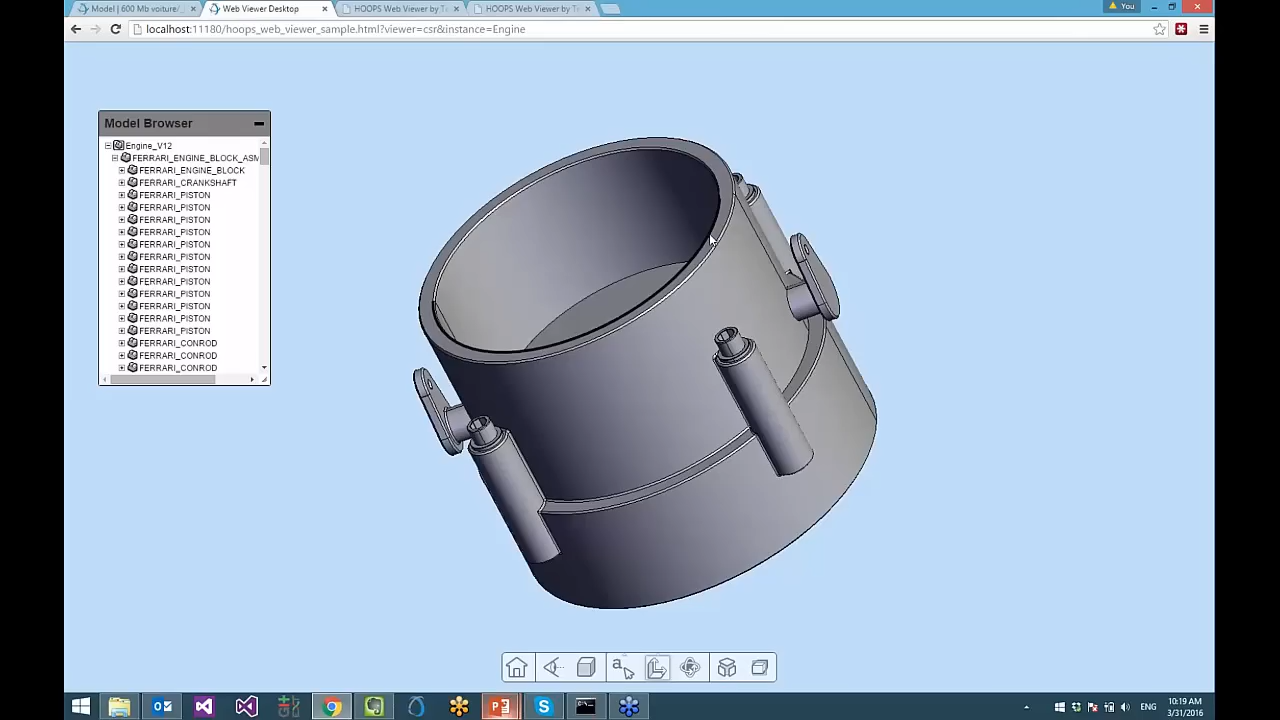 Model | 600 Mb voiture/
Web Viewer Desktop
HOOPS Web Viewer by T
HOOPS Web Viewer by T
You
localhost:11180/hoops_web_viewer_sample.html?viewer=csr&instance=Engine
Model Browser
Engine_V12
FERRARI_ENGINE_BLOCK_ASM
FERRARI_ENGINE_BLOCK
FERRARI_CRANKSHAFT
FERRARI_PISTON
FERRARI_PISTON
FERRARI_PISTON
FERRARI_PISTON
FERRARI_PISTON
FERRARI_PISTON
FERRARI_PISTON
FERRARI_PISTON
FERRARI_PISTON
FERRARI_PISTON
FERRARI_PISTON
FERRARI_PISTON
FERRARI_CONROD
FERRARI_CONROD
FERRARI_CONROD
a
ENG
10:19 AM
3/31/2016